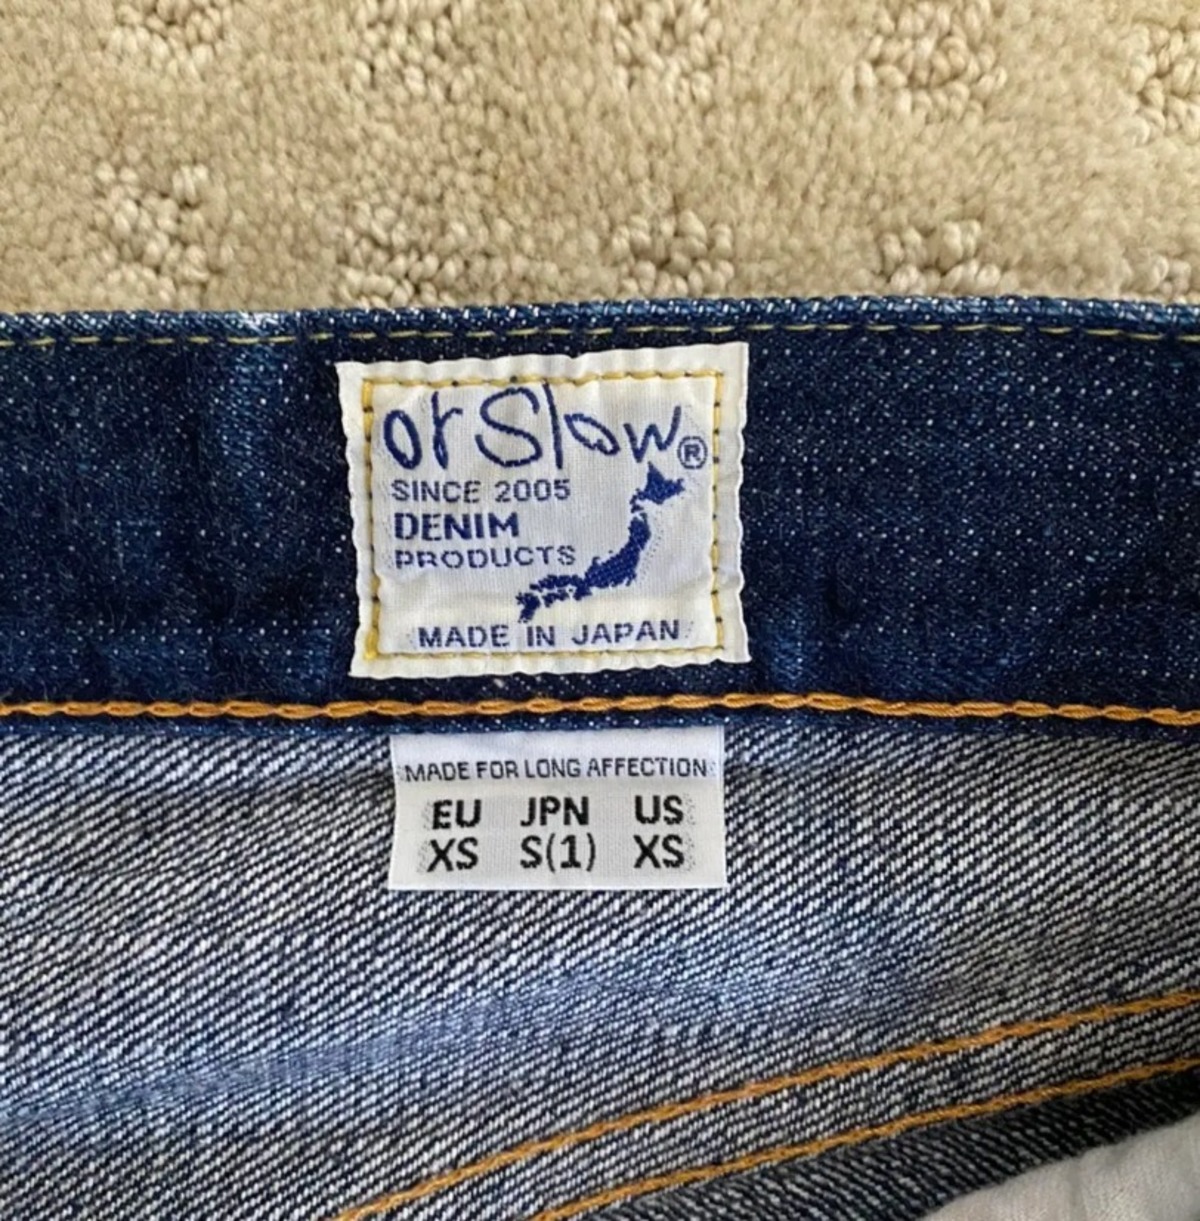 orSlow®
SINCE 2005
DENIM
PRODUCTS
MADE IN JAPAN
MADE FOR LONG AFFECTION
EU JPN US
XS S(1) XS